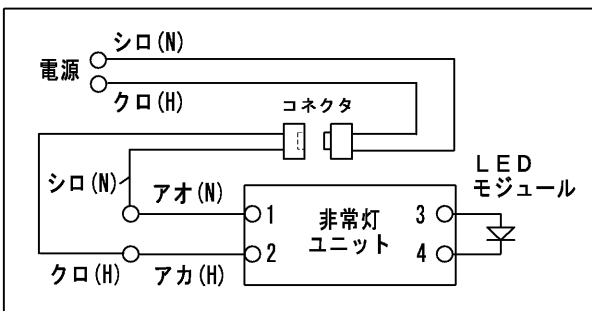 シロ(N)
電源
クロ(H)
コネクタ
シロ(N)
アオ(N)
LED
モジュール
1
非常灯
ユニット
3
2
4
クロ(H)
アカ(H)